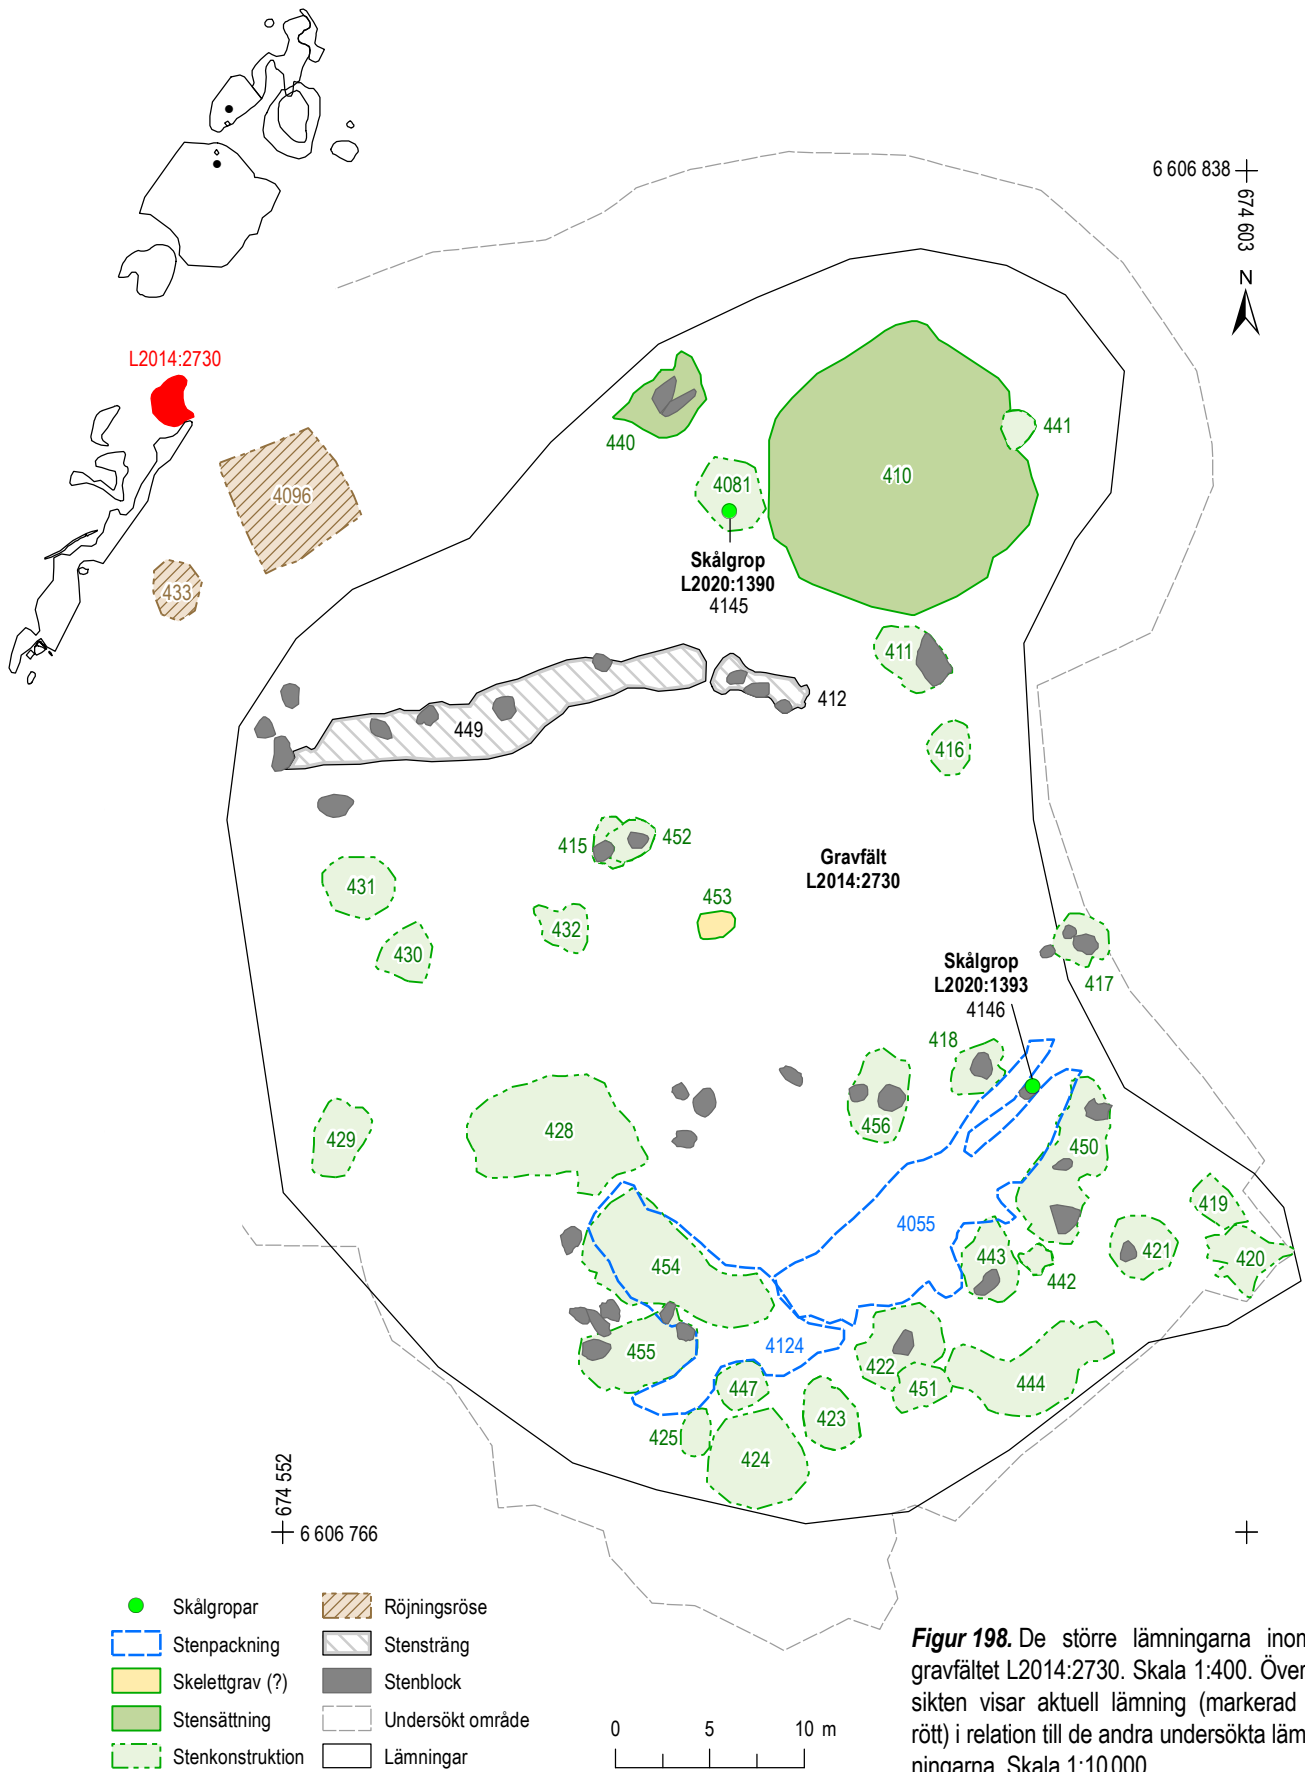 6 606 838
674 603
N
L2014:2730
440
441
4096
4081
410
433
Skålgrop
L2020:1390
4145
411
412
449
416
415
452
Gravfält
L2014:2730
431
453
432
430
Skålgrop
L2020:1393
4146
417
418
428
429
456
450
419
4055
443
442
421
420
454
4124
455
422
447
451
444
423
425
424
674 552
6 606 766
Skålgropar
Stenpackning
Skelettgrav (?)
Stensättning
Stenkonstruktion
Röjningsröse
Stensträng
Stenblock
Undersökt område
Lämningar
0 5 10 m
Figur 198. De större lämningarna inom
gravfältet L2014:2730. Skala 1:400. Över
sikten visar aktuell lämning (markerad
rött) i relation till de andra undersökta läm
ningarna. Skala 1:10 000